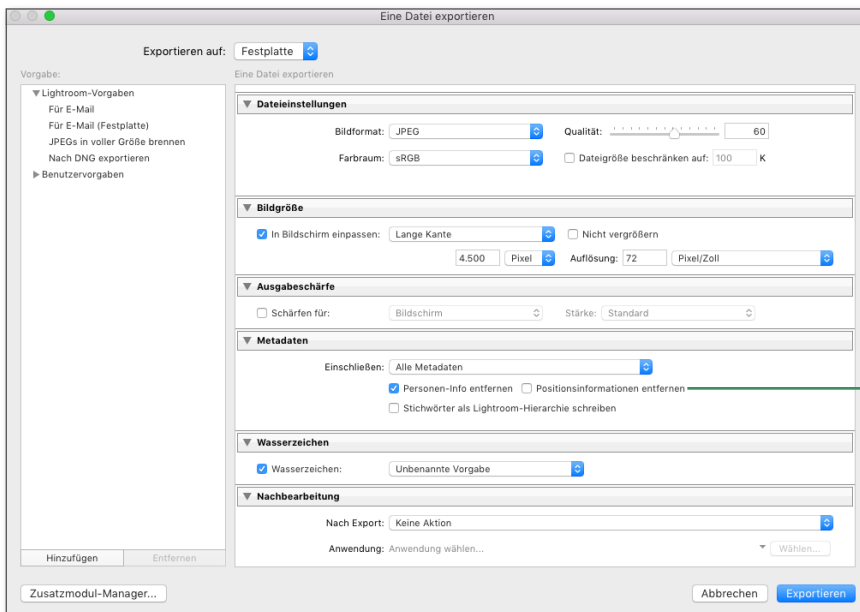 Eine Datei exportieren
Exportieren auf: Festplatte
Vorgabe:
Eine Datei exportieren
Lightroom-Vorgaben
Für E-Mail
Für E-Mail (Festplatte)
JPEGs in voller Größe brennen
Nach DNG exportieren
Benutzervorgaben
Dateieinstellungen
Bildformat: JPEG Qualität: 60
Farbraum: sRGB Dateigröße beschränken auf: 100 K
Bildgröße
In Bildschirm einpassen: Lange Kante Nicht vergrößern
4.500 Pixel Auflösung: 72 Pixel/Zoll
Ausgabeschärfe
Schärfen für: Bildschirm Stärke: Standard
Metadaten
Einschließen: Alle Metadaten
Personen-Info entfernen Positionsinformationen entfernen
Stichwörter als Lightroom-Hierarchie schreiben
Wasserzeichen
Wasserzeichen: Unbenannte Vorgabe
Nachbearbeitung
Nach Export: Keine Aktion
Anwendung: Anwendung wählen... Wählen...
Hinzufügen Entfernen
Zusatzmodul-Manager... Abbrechen Exportieren